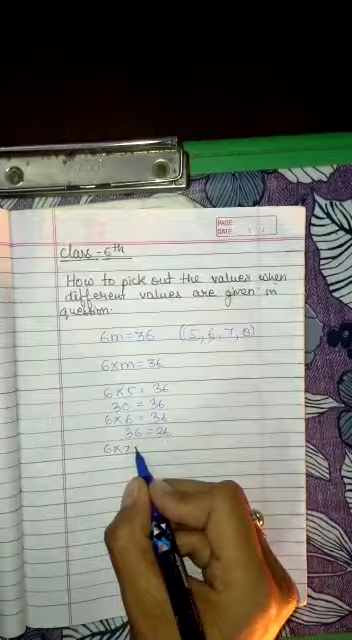 PAGE:
DATE: / /
Class-6th
How to pick out the values when
different values are given in
question:
6m=36 (5, 6, 7, 8)
6×m=36
6×5=36
30=36
6×6=36
36=36
6×7